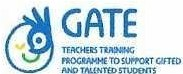 GATE
TEACHERS TRAINING
PROGRAMME TO SUPPORT GIFTED
AND TALENTED STUDENTS